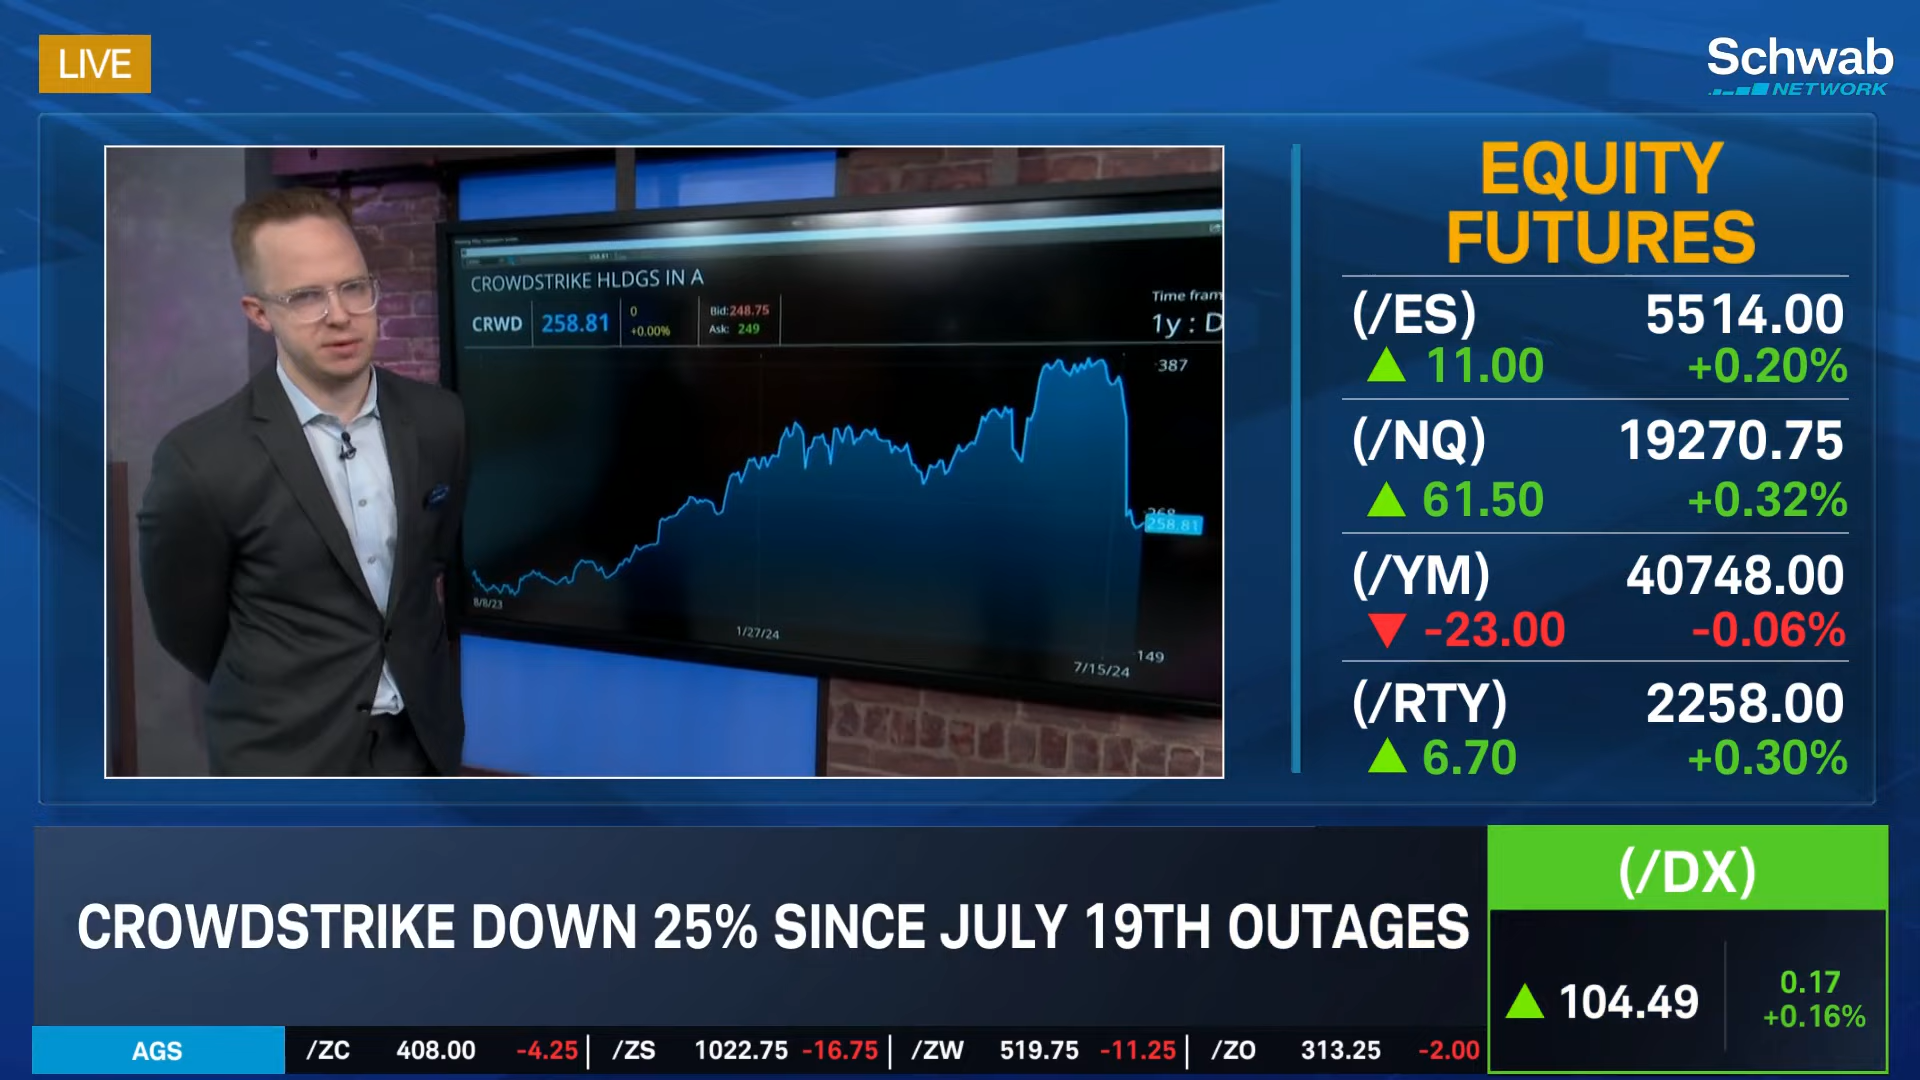 LIVE
Schwab
NETWORK
CROWDSTRIKE HLDGS IN A
CRWD 258.81 0 +0.00% Bid:248.75 Ask: 249
Time fram
1y : D
387
268
258.81
149
8/8/23
1/27/24
7/15/24
EQUITY
FUTURES
(/ES) 5514.00
▲ 11.00 +0.20%
(/NQ) 19270.75
▲ 61.50 +0.32%
(/YM) 40748.00
▼ -23.00 -0.06%
(/RTY) 2258.00
▲ 6.70 +0.30%
CROWDSTRIKE DOWN 25% SINCE JULY 19TH OUTAGES
(/DX)
▲ 104.49 0.17 +0.16%
AGS /ZC 408.00 -4.25 /ZS 1022.75 -16.75 /ZW 519.75 -11.25 /ZO 313.25 -2.00